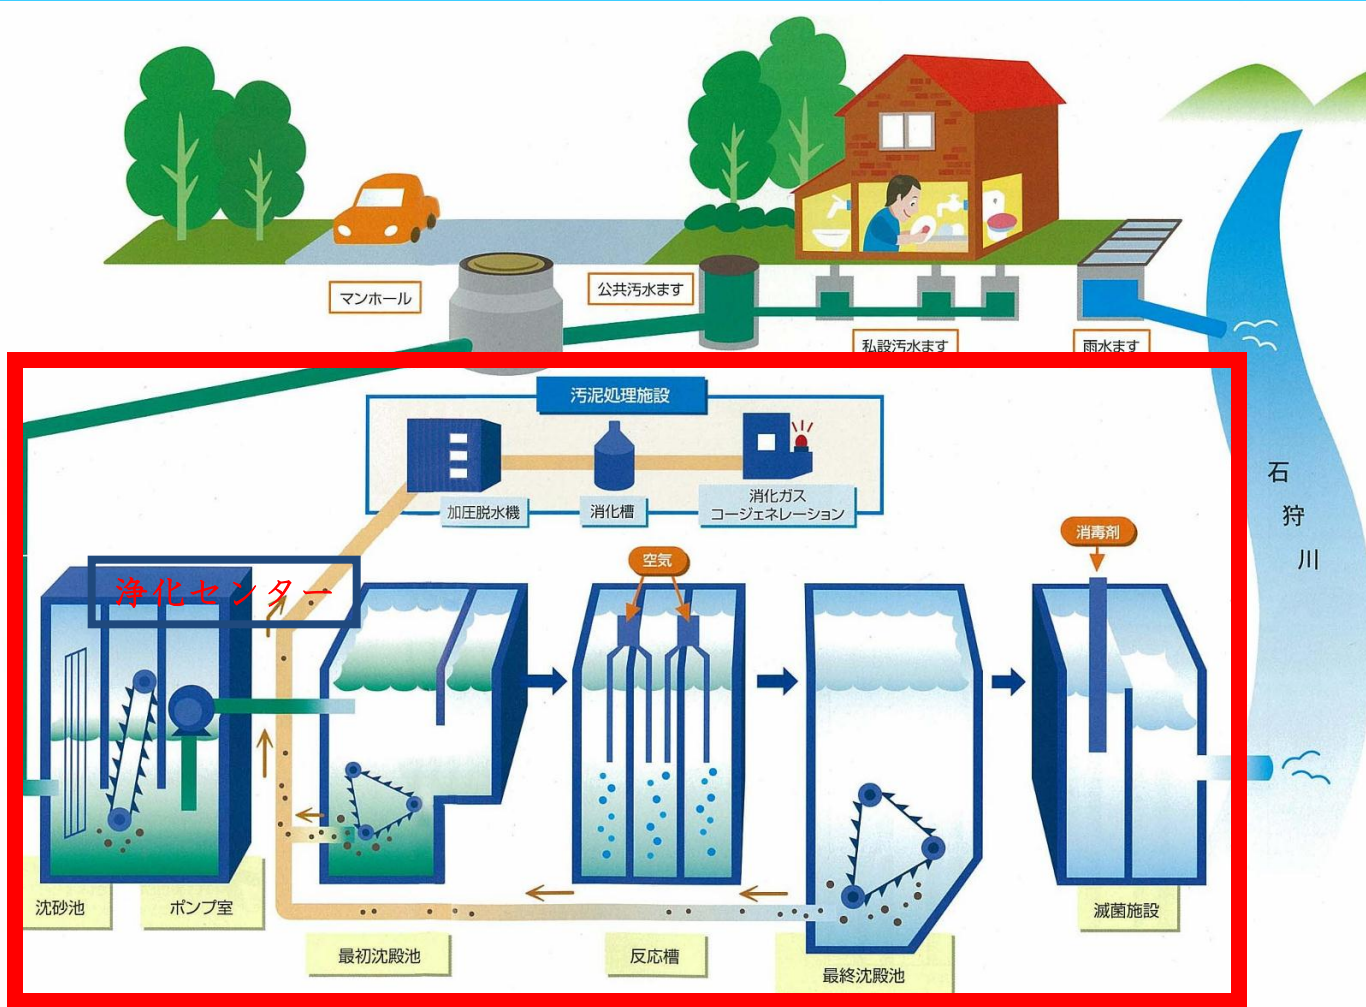 マンホール
公共汚水ます
私設汚水ます
雨水ます
石狩川
汚泥処理施設
加圧脱水機
消化槽
消化ガス
コージェネレーション
浄化センター
空気
消毒剤
沈砂池
ポンプ室
最初沈殿池
反応槽
最終沈殿池
滅菌施設